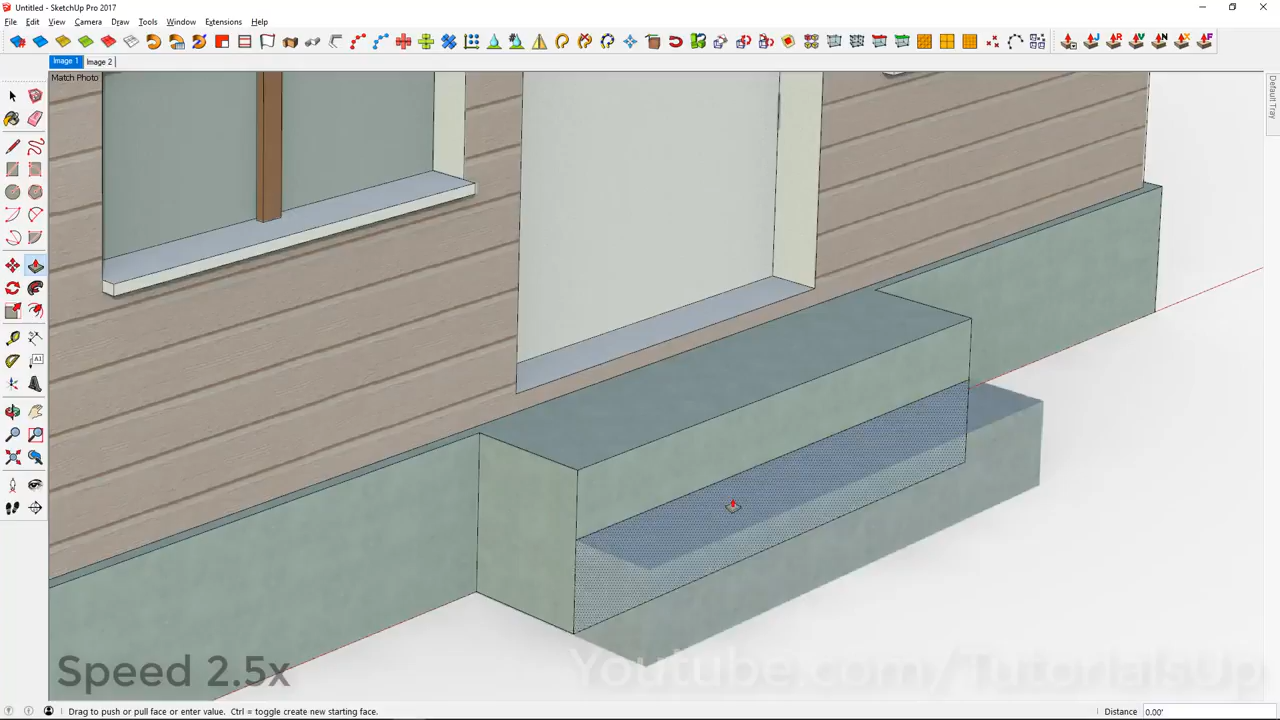 Untitled - SketchUp Pro 2017
File Edit View Camera Draw Tools Window Extensions Help
Image 1 Image 2
Match Photo
Default Tray
Speed 2.5x
Youtube.com/TutorialsUp
Drag to push or pull face or enter value. Ctrl = toggle create new starting face.
Distance 0.00'